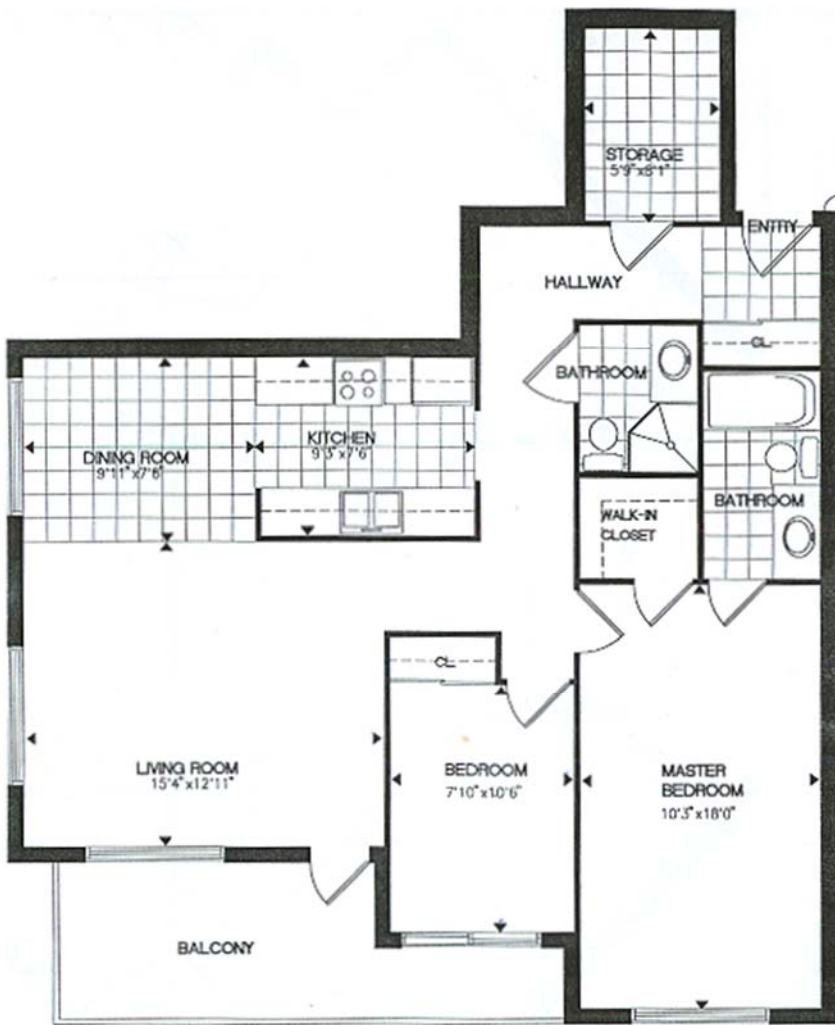 STORAGE
5'9"x8'1"
ENTRY
HALLWAY
CL
BATHROOM
KITCHEN
9'3"x7'6"
DINING ROOM
9'11"x7'8"
BATHROOM
WALK-IN
CLOSET
CL
LIVING ROOM
15'4"x12'11"
BEDROOM
7'10"x10'6"
MASTER
BEDROOM
10'3"x18'0"
BALCONY